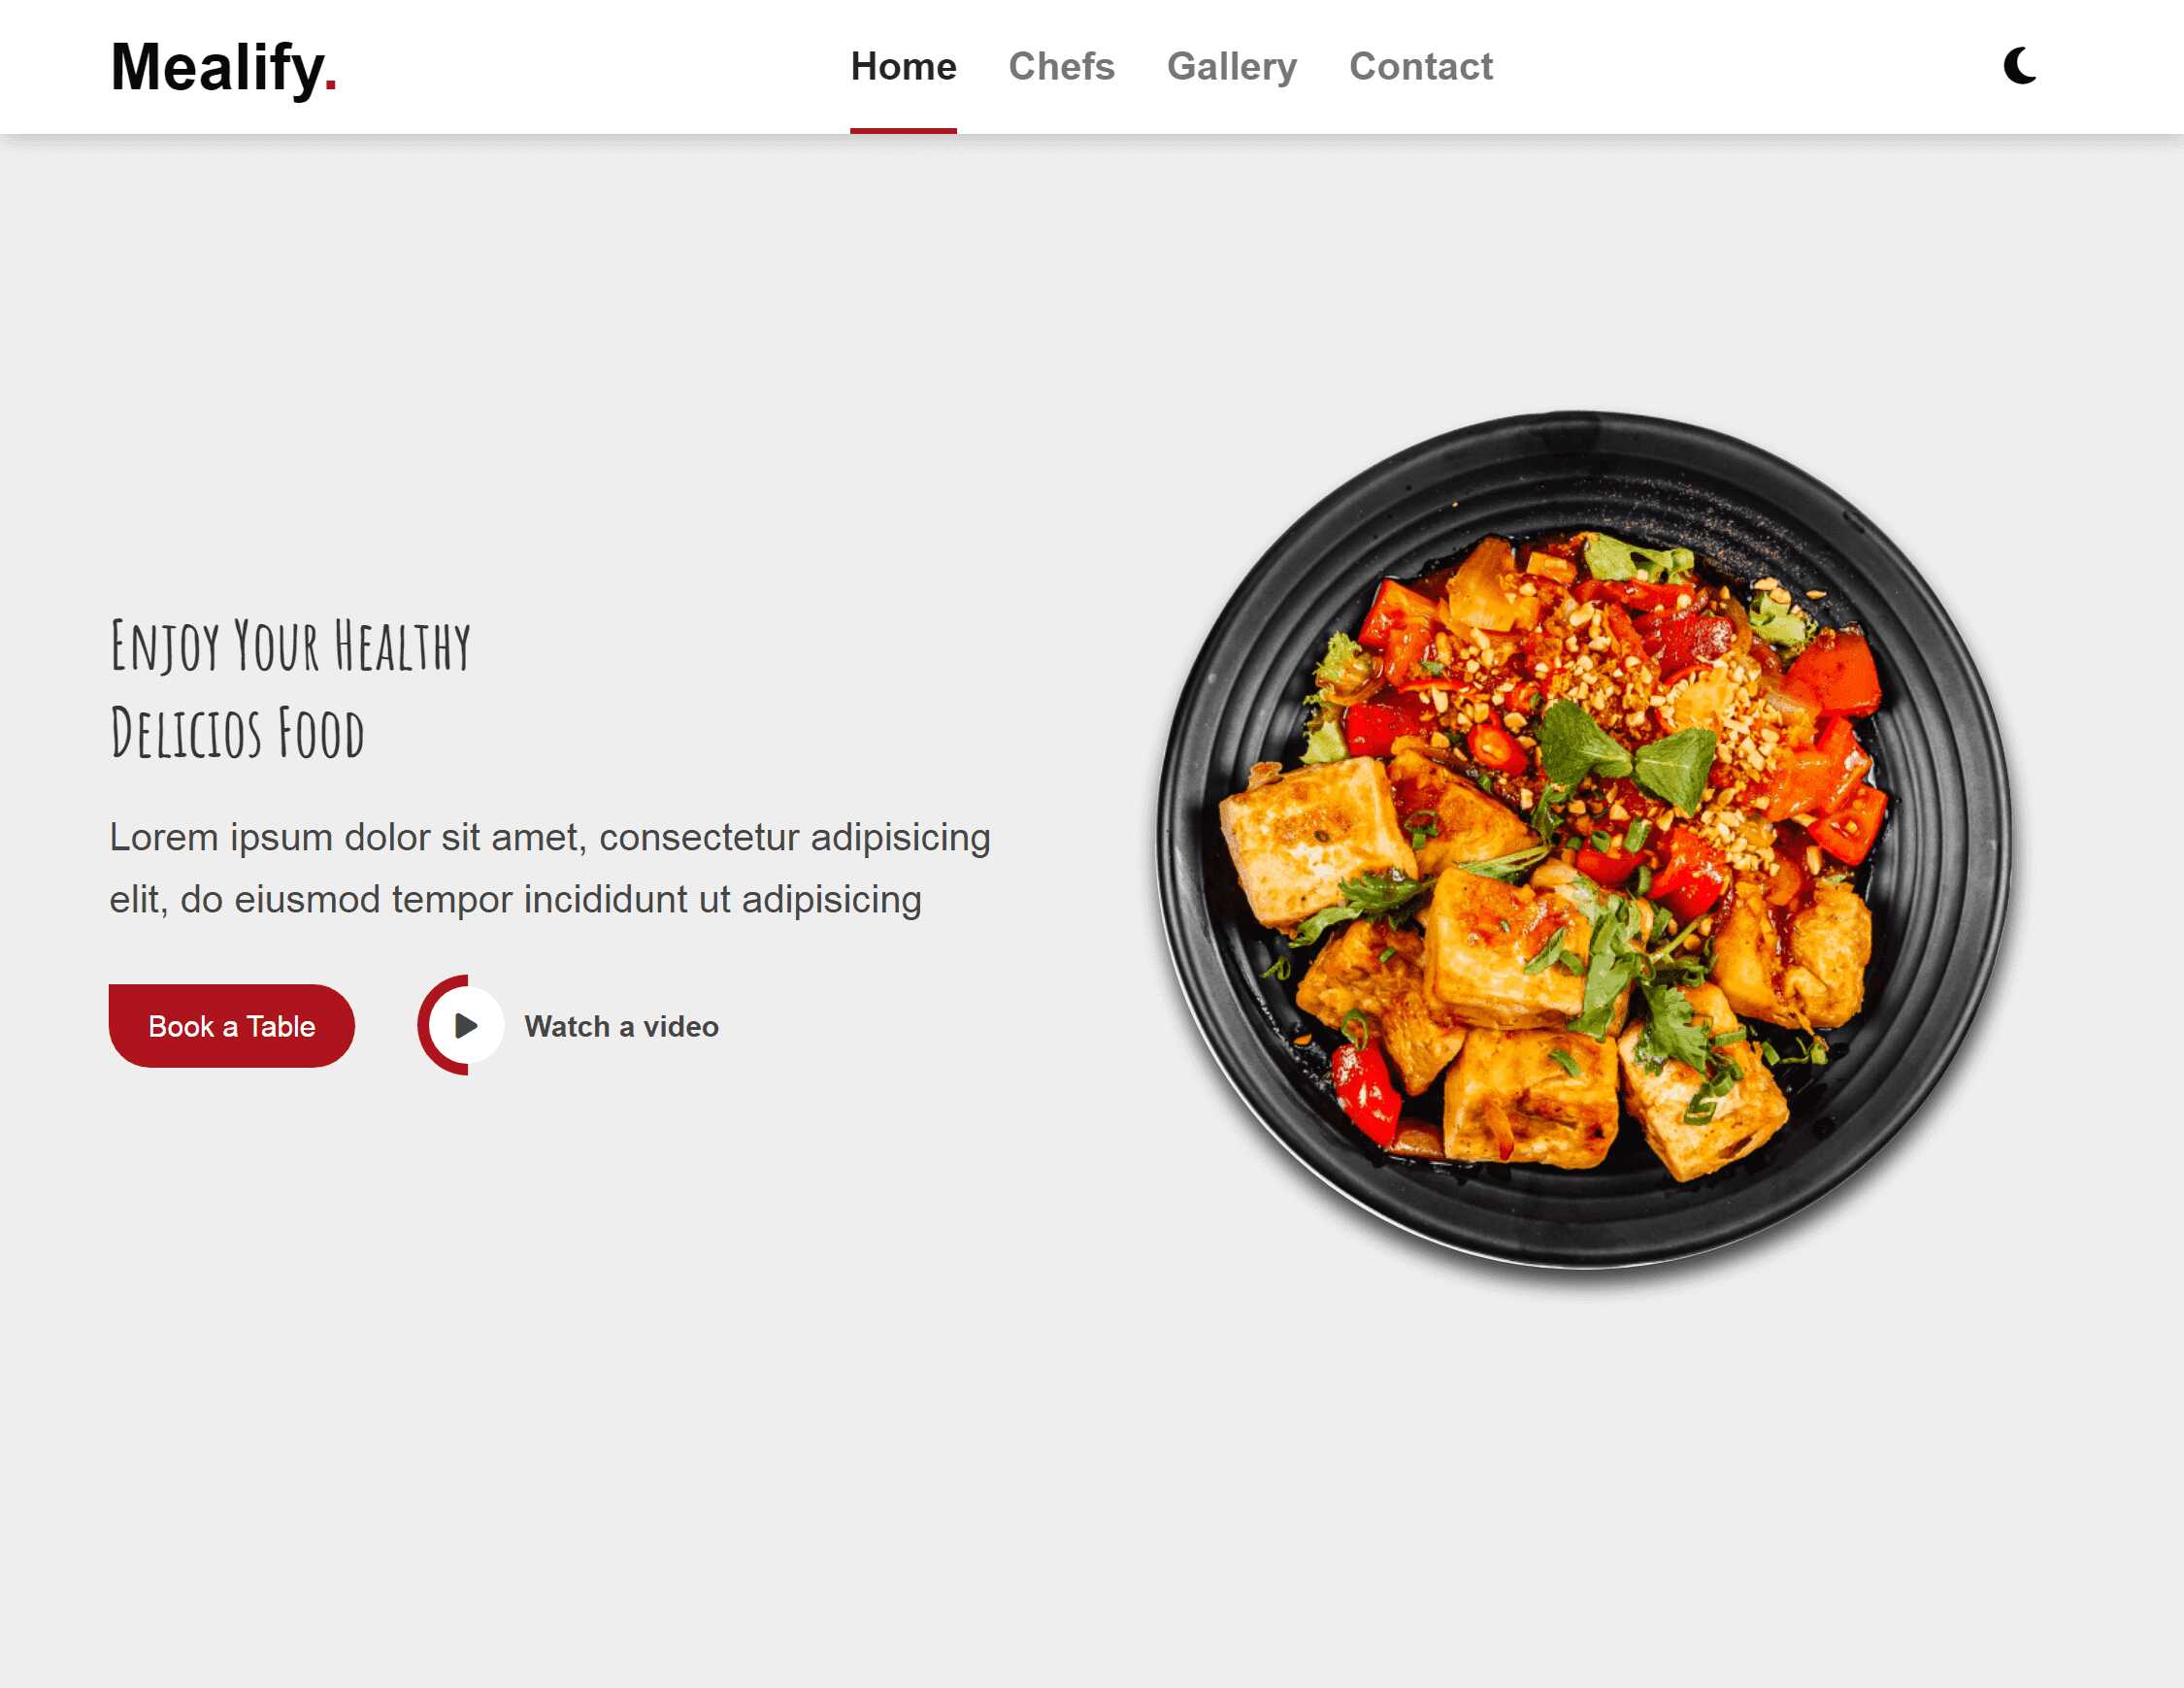 Mealify.
Home Chefs Gallery Contact
Enjoy Your Healthy
Delicios Food
Lorem ipsum dolor sit amet, consectetur adipisicing
elit, do eiusmod tempor incididunt ut adipisicing
Book a Table
Watch a video